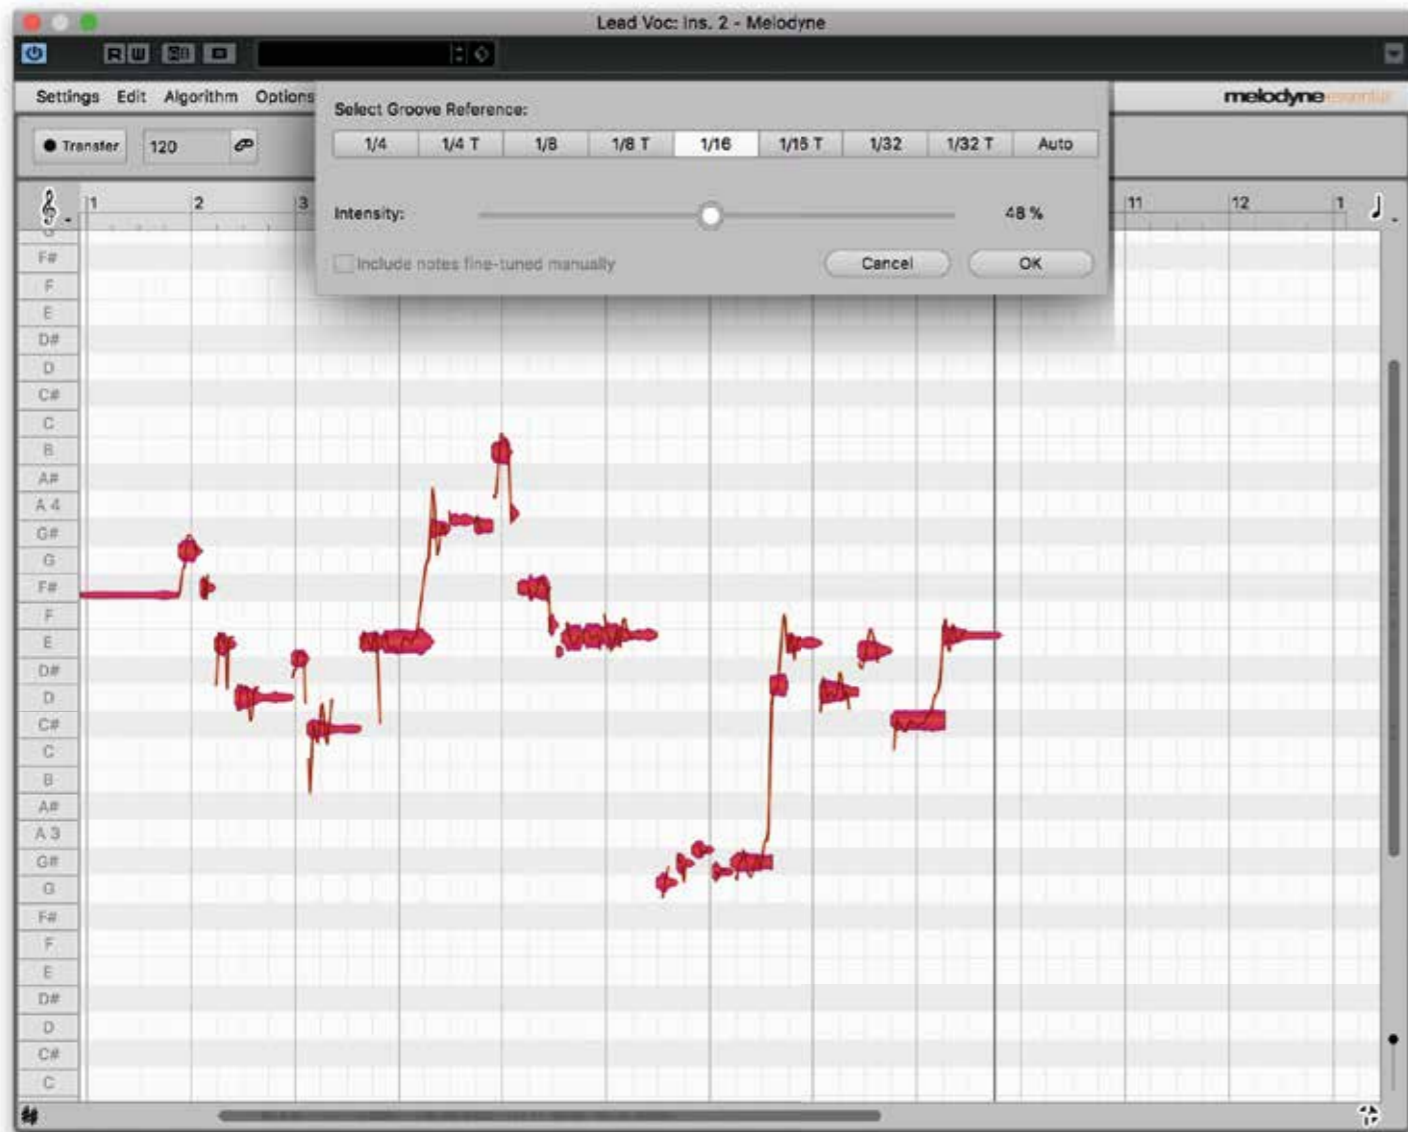 Lead Voc: Ins. 2 - Melodyne
R W
Settings Edit Algorithm Options
melodyne essential
Select Groove Reference:
1/4 1/4 T 1/8 1/8 T 1/16 1/16 T 1/32 1/32 T Auto
Transfer 120
1 2 3 11 12 1
Intensity: 48 %
Include notes fine-tuned manually Cancel OK
G
F#
F
E
D#
D
C#
C
B
A#
A 4
G#
G
F#
F
E
D#
D
C#
C
B
A#
A 3
G#
G
F#
F
E
D#
D
C#
C